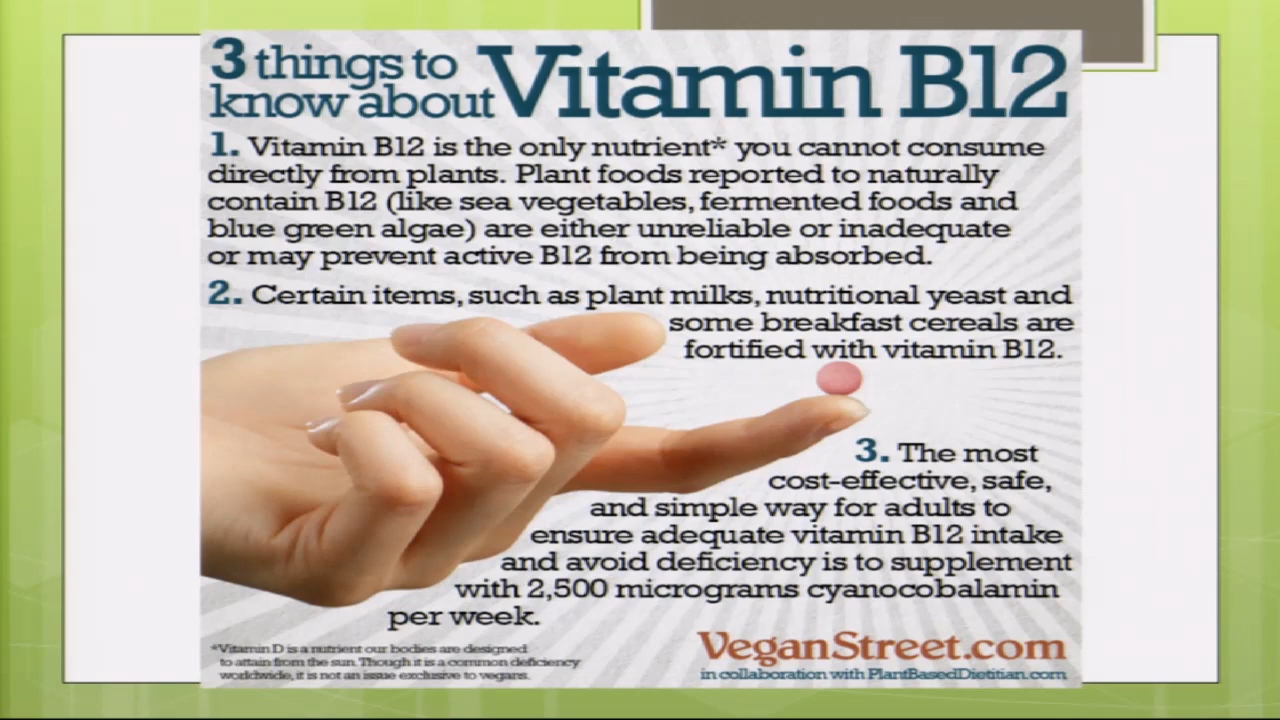 3 things to
know about Vitamin B12
1. Vitamin B12 is the only nutrient* you cannot consume
directly from plants. Plant foods reported to naturally
contain B12 (like sea vegetables, fermented foods and
blue green algae) are either unreliable or inadequate
or may prevent active B12 from being absorbed.
2. Certain items, such as plant milks, nutritional yeast and
some breakfast cereals are
fortified with vitamin B12.
3. The most
cost-effective, safe,
and simple way for adults to
ensure adequate vitamin B12 intake
and avoid deficiency is to supplement
with 2,500 micrograms cyanocobalamin
per week.
*Vitamin D is a nutrient our bodies are designed
to attain from the sun. Though it is a common deficiency
worldwide, it is not an issue exclusive to vegans.
VeganStreet.com
in collaboration with PlantBasedDietitian.com